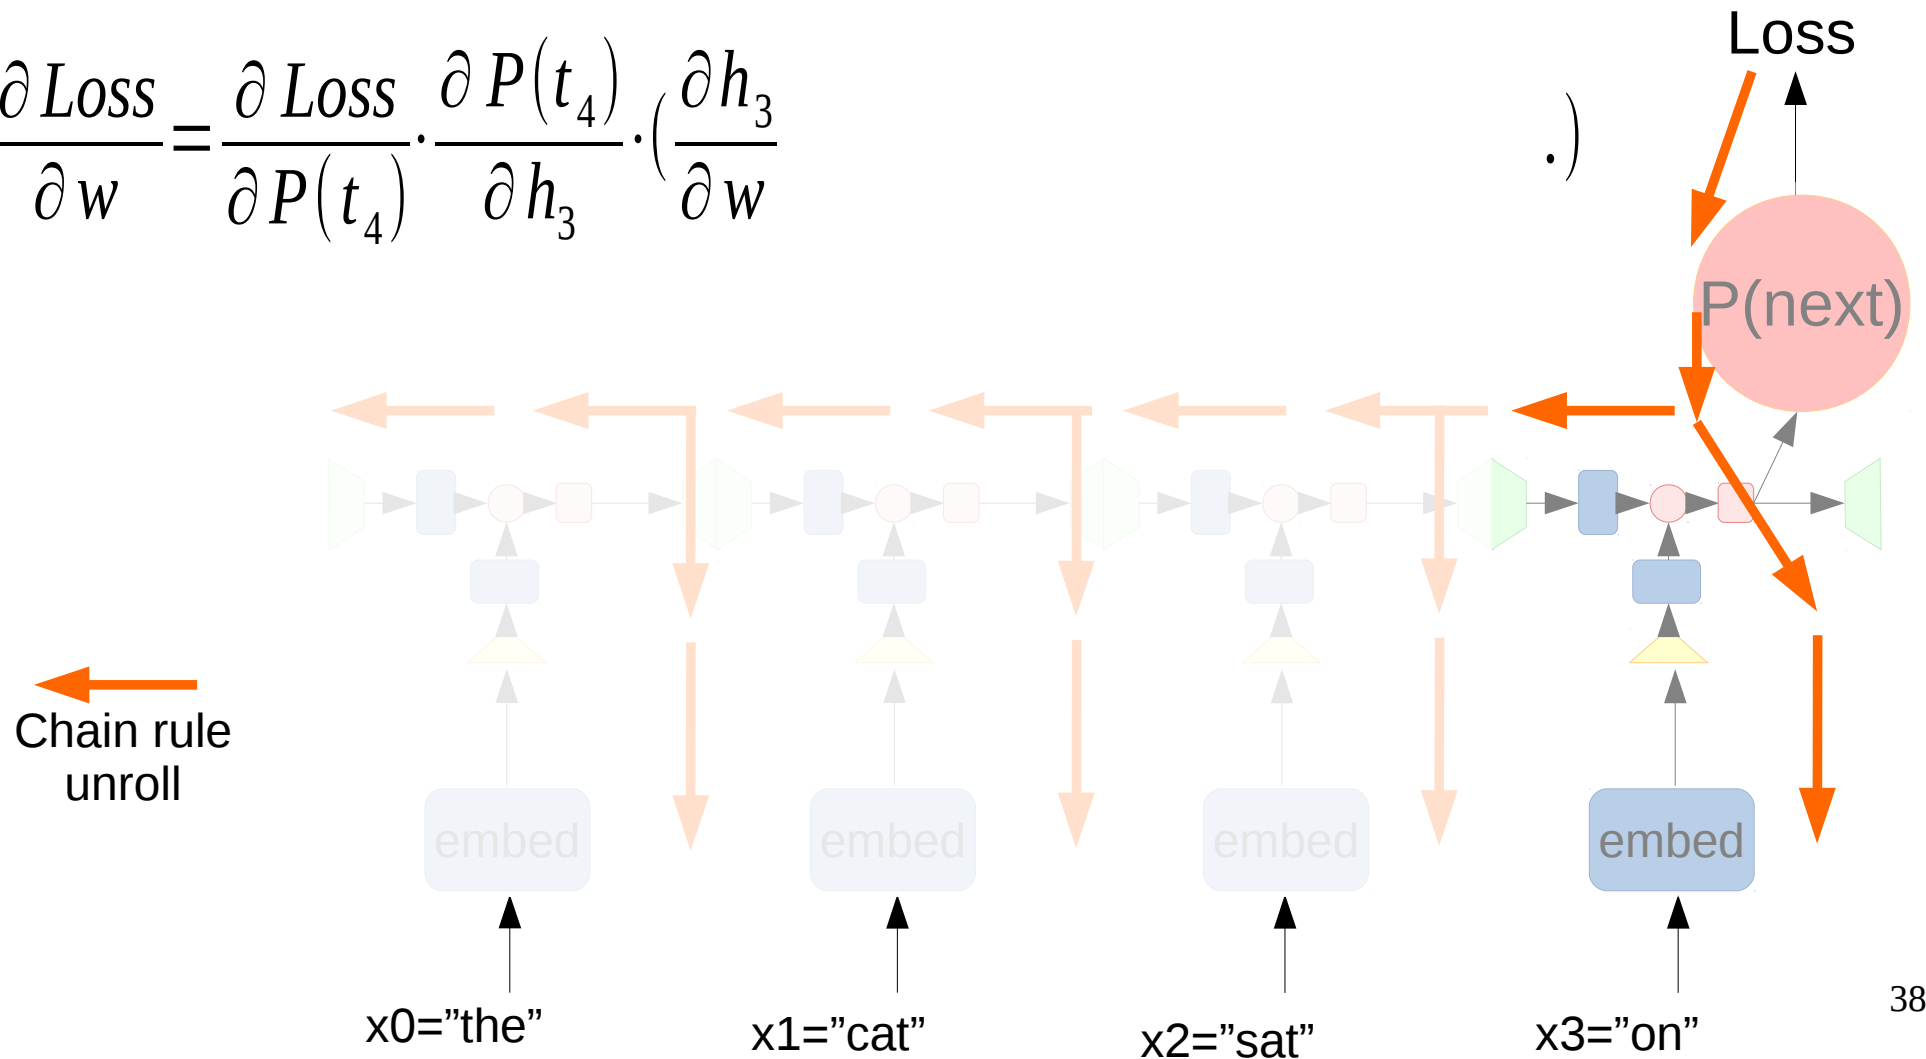 Loss
∂Loss/∂w = ∂Loss/∂P(t₄) · ∂P(t₄)/∂h₃ · (∂h₃/∂w .)
P(next)
Chain rule
unroll
embed embed embed embed
x0=”the” x1=”cat” x2=”sat” x3=”on”
38